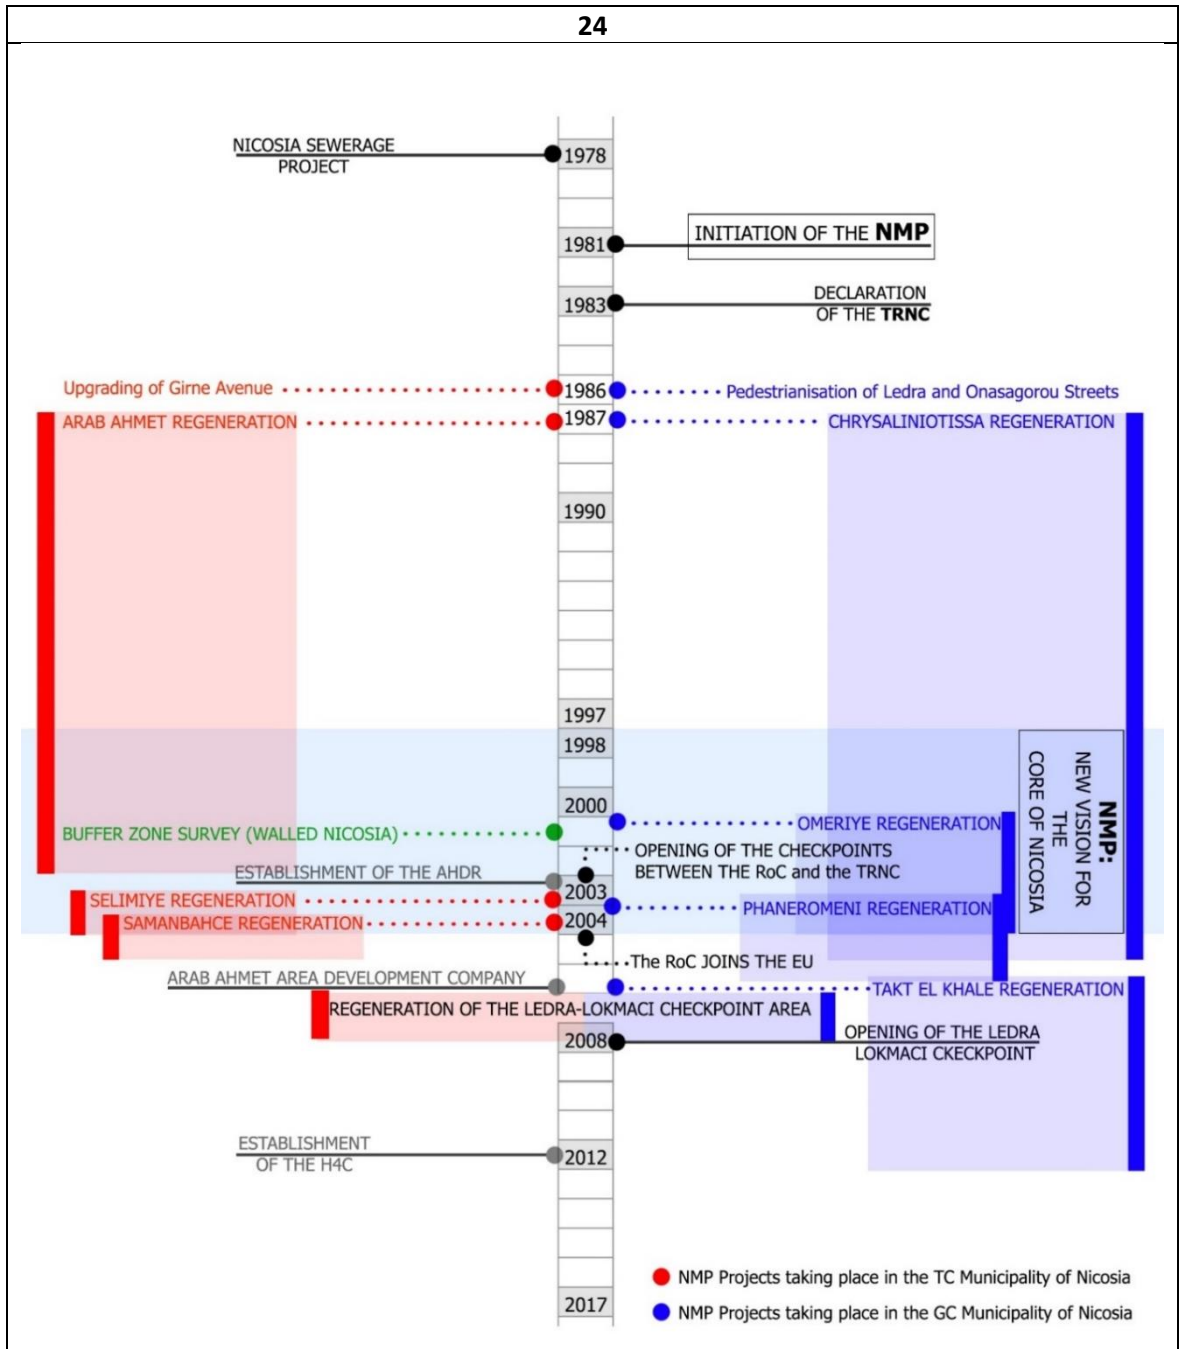 24
NICOSIA SEWERAGE
PROJECT
1978
1981
INITIATION OF THE NMP
1983
DECLARATION
OF THE TRNC
Upgrading of Girne Avenue
1986
Pedestrianisation of Ledra and Onasagorou Streets
ARAB AHMET REGENERATION
1987
CHRYSALINIOTISSA REGENERATION
1990
1997
1998
NMP:
NEW VISION FOR
THE
CORE OF NICOSIA
2000
OMERIYE REGENERATION
BUFFER ZONE SURVEY (WALLED NICOSIA)
OPENING OF THE CHECKPOINTS
BETWEEN THE RoC and the TRNC
ESTABLISHMENT OF THE AHDR
2003
SELIMIYE REGENERATION
PHANEROMENI REGENERATION
SAMANBAHCE REGENERATION
2004
The RoC JOINS THE EU
ARAB AHMET AREA DEVELOPMENT COMPANY
TAKT EL KHALE REGENERATION
REGENERATION OF THE LEDRA-LOKMACI CHECKPOINT AREA
2008
OPENING OF THE LEDRA
LOKMACI CKECKPOINT
ESTABLISHMENT
OF THE H4C
2012
NMP Projects taking place in the TC Municipality of Nicosia
2017
NMP Projects taking place in the GC Municipality of Nicosia